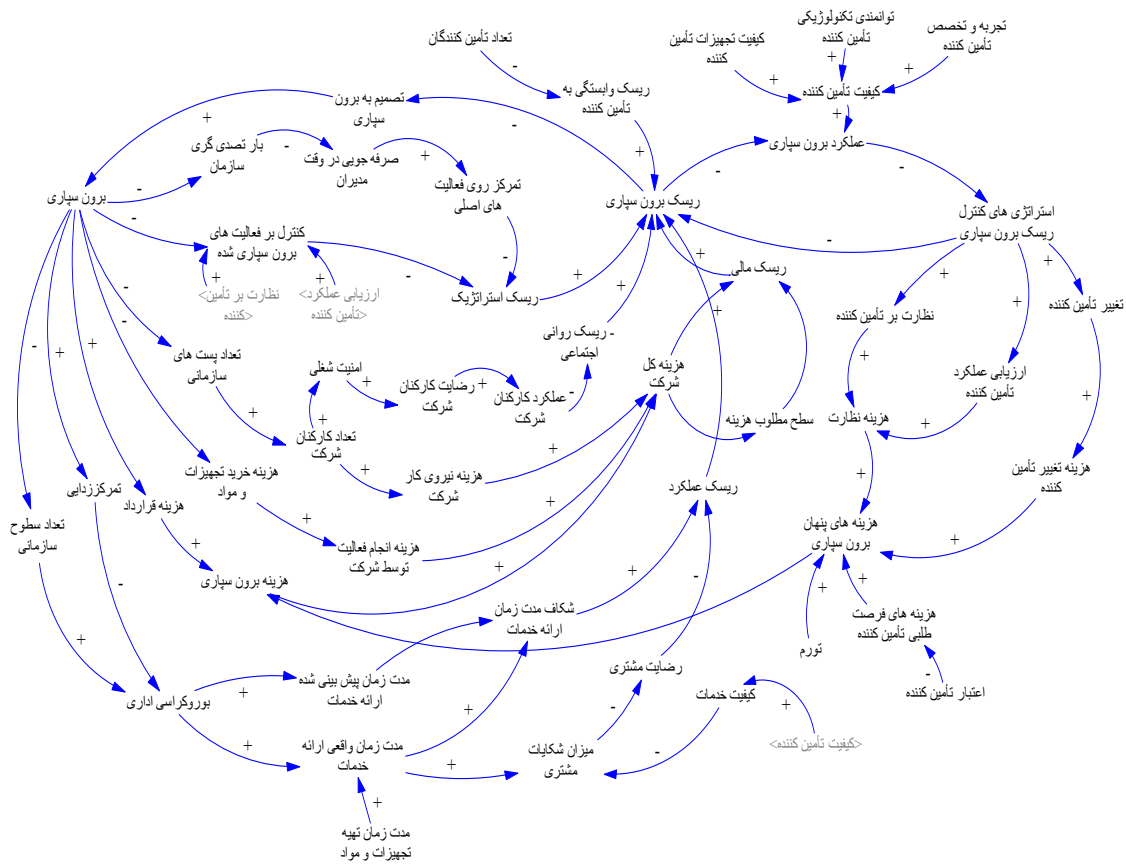 تعداد تأمین کنندگان
کیفیت تجهیزات تأمین
کننده
توانمندی تکنولوژیکی
تأمین کننده
تجربه و تخصص
تأمین کننده
ریسک وابستگی به
تأمین کننده
کیفیت تأمین کننده
تصمیم به برون
سپاری
عملکرد برون سپاری
بار تصدی گری
سازمان
صرفه جویی در وقت
مدیران
تمرکز روی فعالیت
های اصلی
برون سپاری
ریسک برون سپاری
استراتژی های کنترل
ریسک برون سپاری
کنترل بر فعالیت های
برون سپاری شده
<نظارت بر تأمین
کننده>
<ارزیابی عملکرد
تأمین کننده>
ریسک استراتژیک
ریسک مالی
نظارت بر تأمین کننده
تغییر تأمین کننده
تعداد پست های
سازمانی
امنیت شغلی
رضایت کارکنان
شرکت
عملکرد کارکنان
شرکت
ریسک روانی -
اجتماعی
هزینه کل
شرکت
ارزیابی عملکرد
تأمین کننده
سطح مطلوب هزینه
هزینه نظارت
تعداد کارکنان
شرکت
هزینه نیروی کار
شرکت
هزینه خرید تجهیزات
و مواد
ریسک عملکرد
هزینه تغییر تأمین
کننده
تمرکززدایی
هزینه قرارداد
تعداد سطوح
سازمانی
هزینه های پنهان
برون سپاری
هزینه انجام فعالیت
توسط شرکت
هزینه برون سپاری
شکاف مدت زمان
ارائه خدمات
هزینه های فرصت
طلبی تأمین کننده
تورم
اعتبار تأمین کننده
رضایت مشتری
کیفیت خدمات
<کیفیت تأمین کننده>
مدت زمان پیش بینی شده
ارائه خدمات
بوروکراسی اداری
مدت زمان واقعی ارائه
خدمات
میزان شکایات
مشتری
مدت زمان تهیه
تجهیزات و مواد